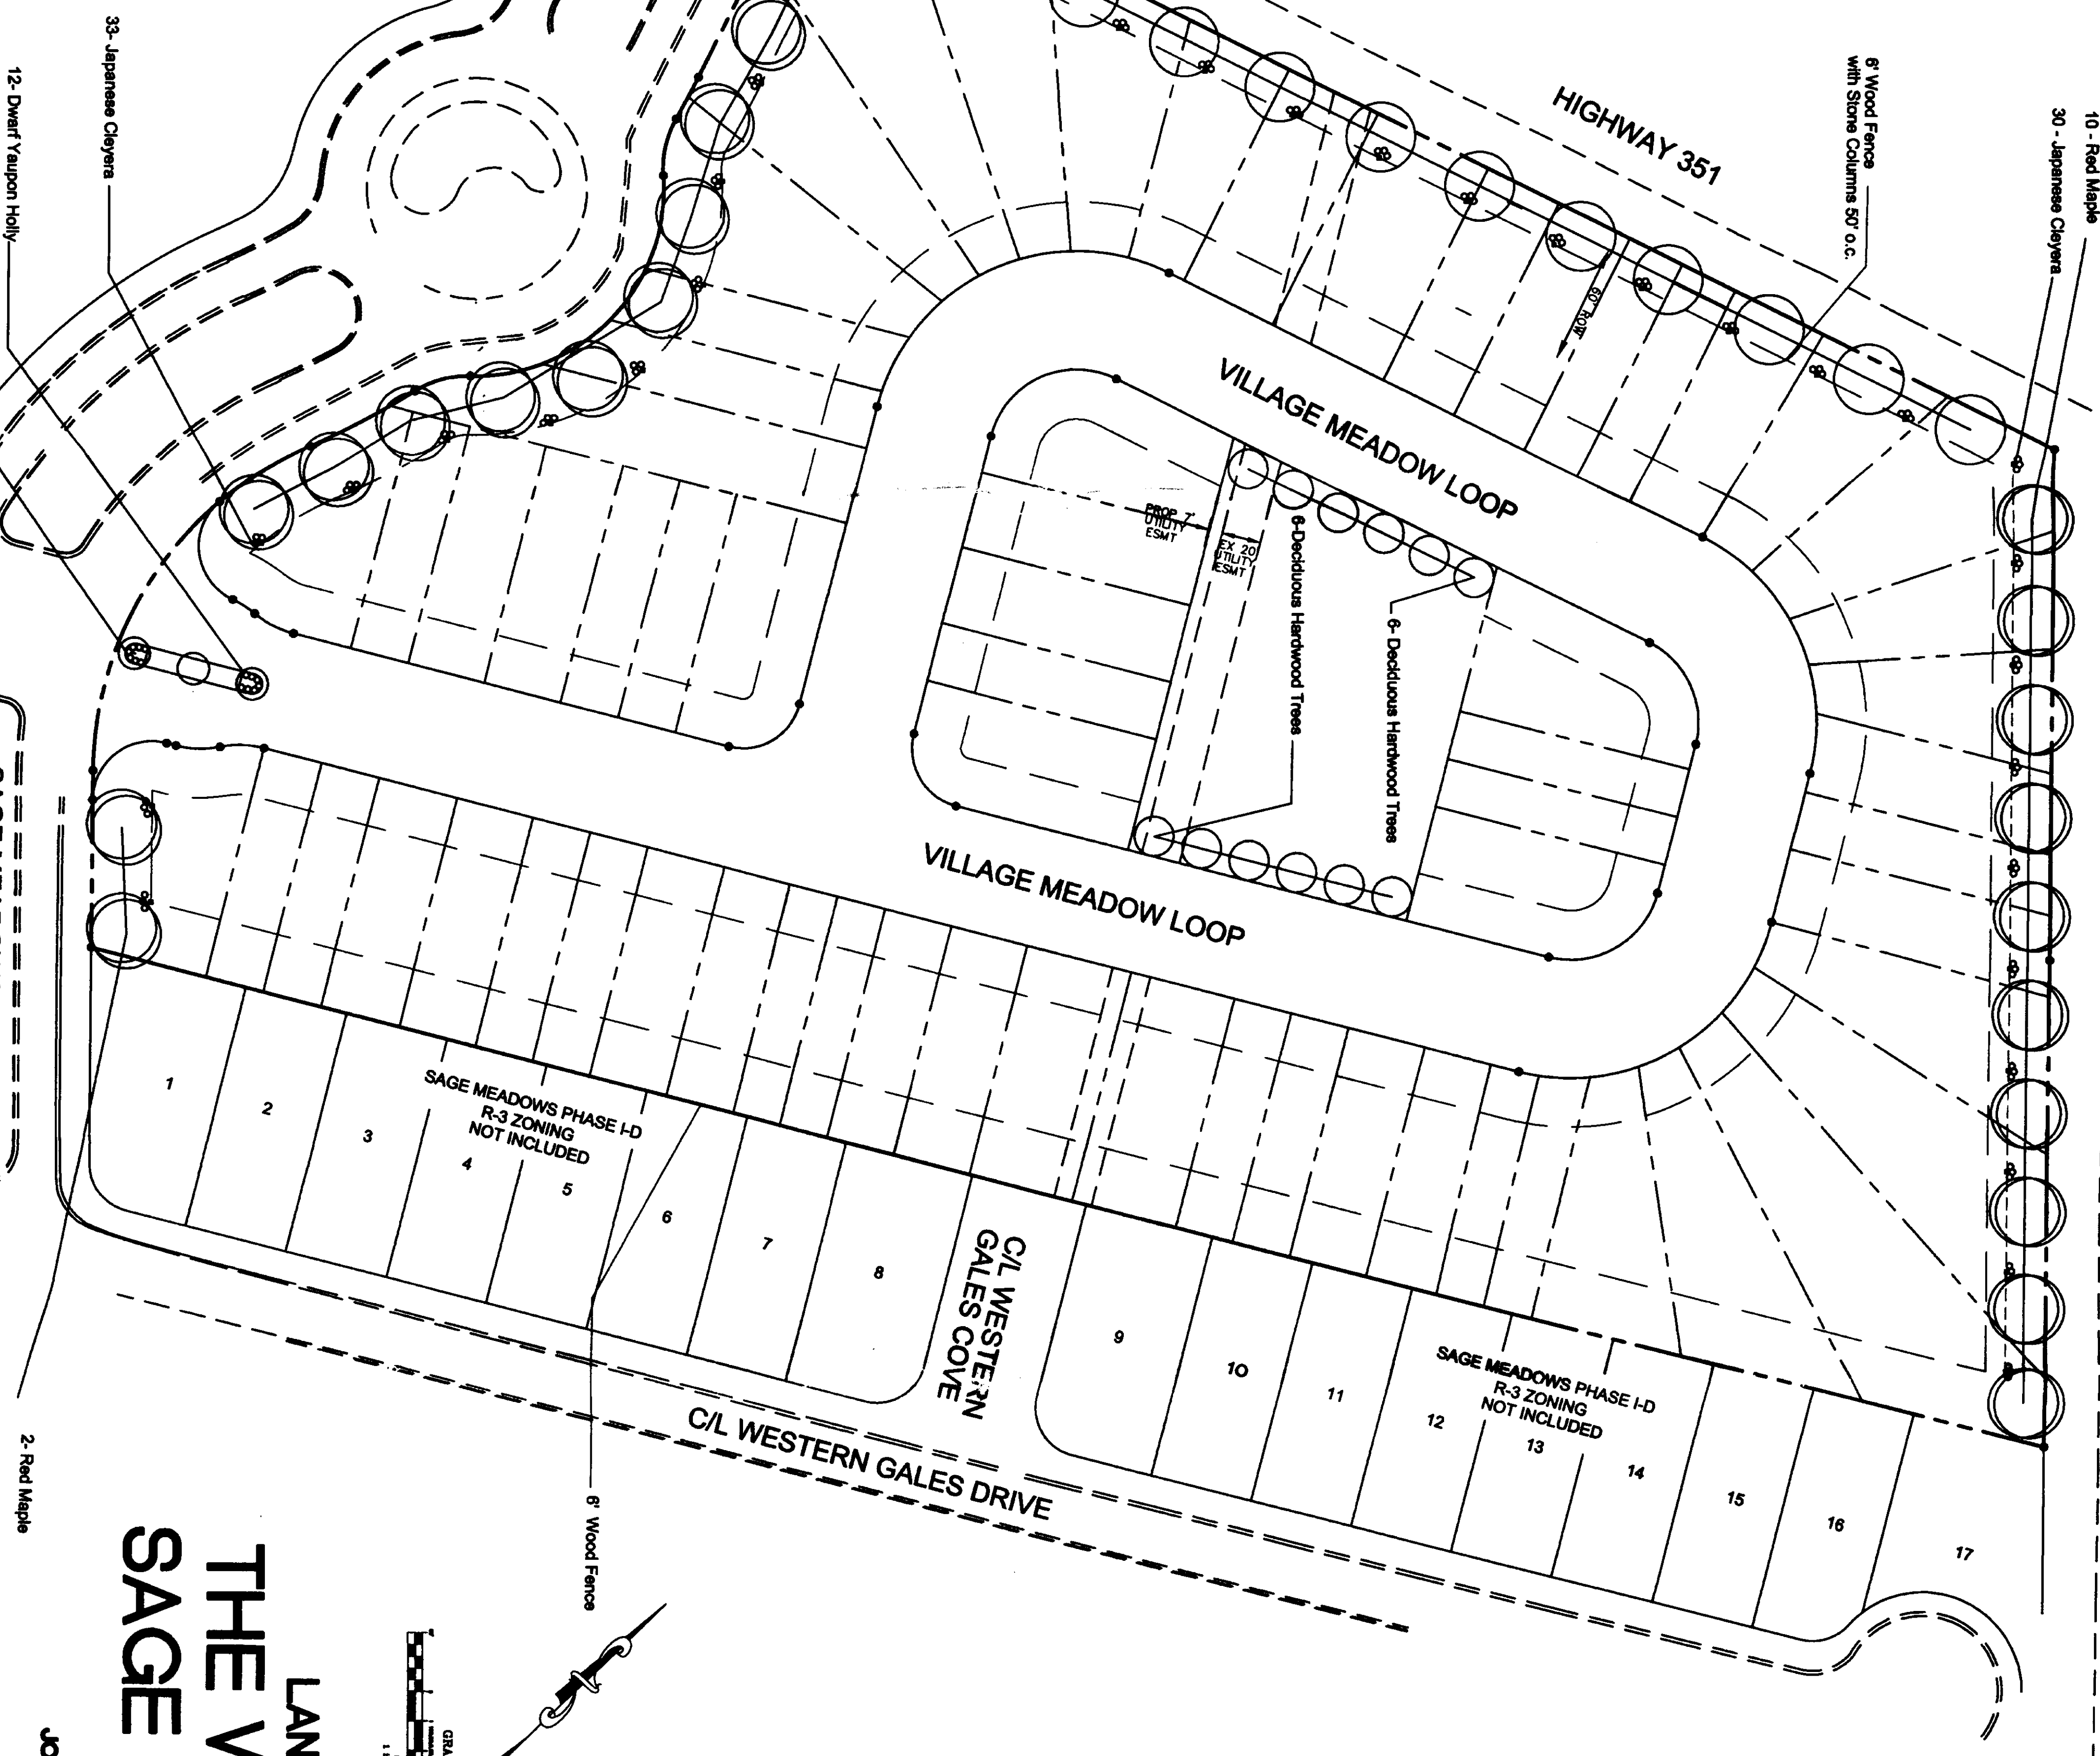 10 - Red Maple
30 - Japanese Cleyera
6' Wood Fence
with Stone Columns 50' o.c.
HIGHWAY 351
33- Japanese Cleyera
12- Dwarf Yaupon Holly
60' ROW
VILLAGE MEADOW LOOP
PROP 7'
UTILITY
ESMT
EX 20'
UTILITY
ESMT
6-Deciduous Hardwood Trees
6- Deciduous Hardwood Trees
VILLAGE MEADOW LOOP
SAGE MEADOWS PHASE I-D
R-3 ZONING
NOT INCLUDED
1
2
3
4
5
6
7
8
C/L WESTERN
GALES COVE
9
10
11
12
13
14
15
16
17
SAGE MEADOWS PHASE I-D
R-3 ZONING
NOT INCLUDED
C/L WESTERN GALES DRIVE
2- Red Maple
6' Wood Fence
LAN
THE V
SAGE
JO
GRA